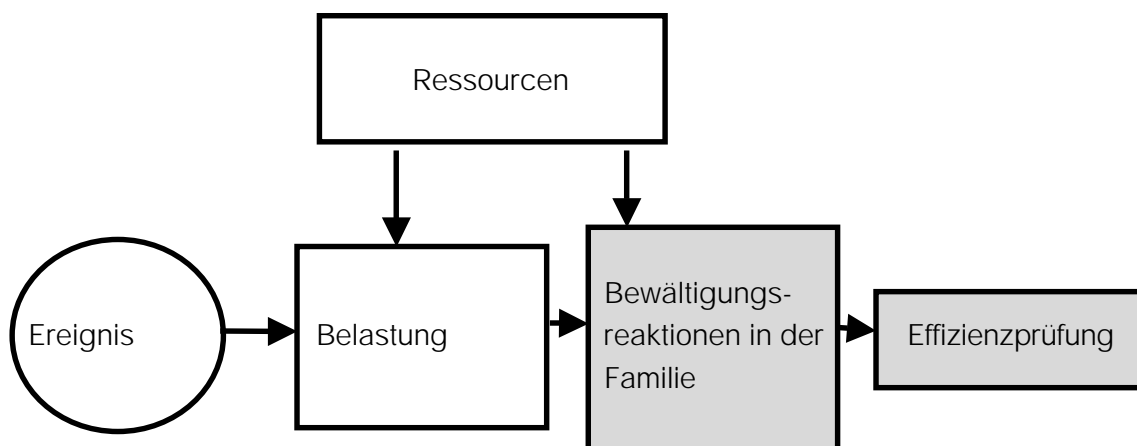 Ressourcen
Ereignis
Belastung
Bewältigungs-
reaktionen in der
Familie
Effizienzprüfung